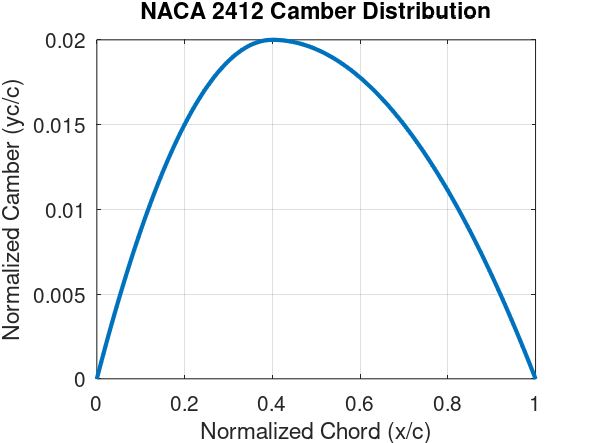 NACA 2412 Camber Distribution
Normalized Camber (yc/c)
0.02
0.015
0.01
0.005
0
0 0.2 0.4 0.6 0.8 1
Normalized Chord (x/c)